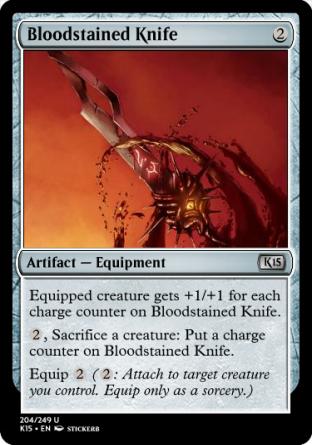 Bloodstained Knife 2
Artifact — Equipment K15
Equipped creature gets +1/+1 for each
charge counter on Bloodstained Knife.
2, Sacrifice a creature: Put a charge
counter on Bloodstained Knife.
Equip 2 (2: Attach to target creature
you control. Equip only as a sorcery.)
204/249 U
K15 • EN STICKERB